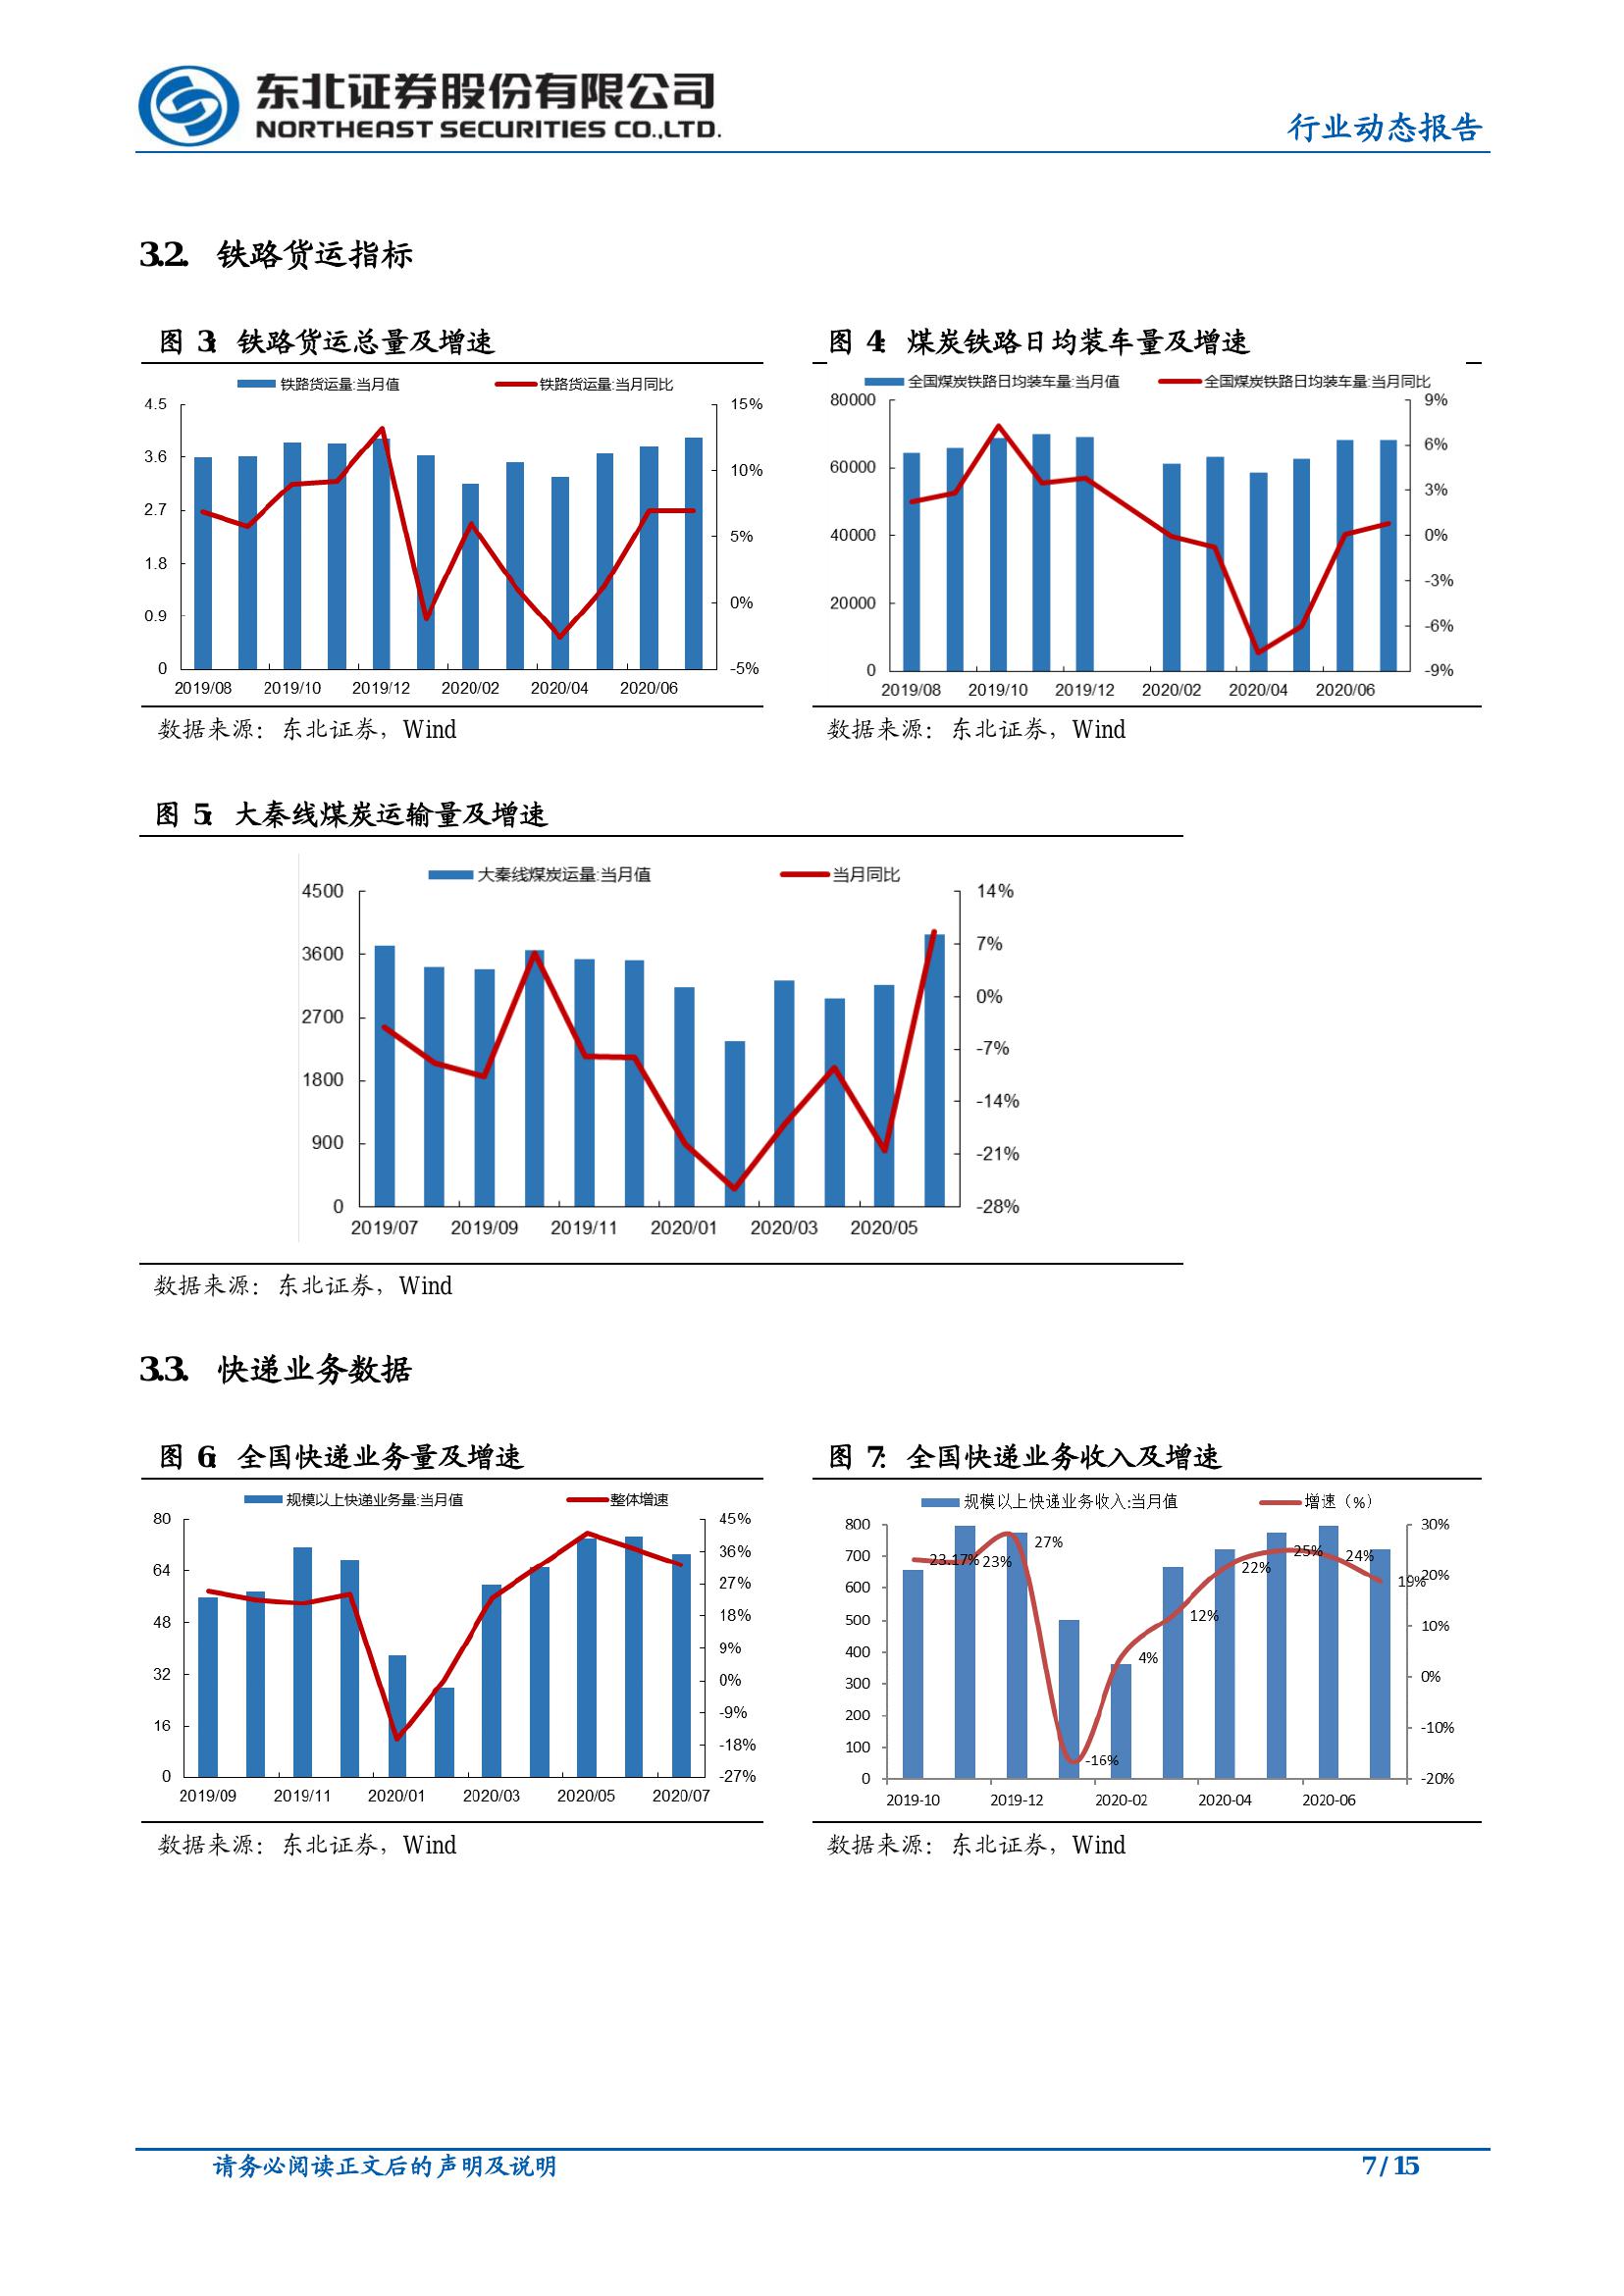 东北证券股份有限公司
NORTHEAST SECURITIES CO.,LTD.
行业动态报告
3.2. 铁路货运指标
图 3: 铁路货运总量及增速
铁路货运量:当月值 铁路货运量:当月同比
4.5 15%
3.6 10%
2.7 5%
1.8
0.9 0%
0 -5%
2019/08 2019/10 2019/12 2020/02 2020/04 2020/06
数据来源：东北证券，Wind
图 4: 煤炭铁路日均装车量及增速
全国煤炭铁路日均装车量:当月值 全国煤炭铁路日均装车量:当月同比
80000 9%
6%
60000 3%
40000 0%
-3%
20000 -6%
0 -9%
2019/08 2019/10 2019/12 2020/02 2020/04 2020/06
数据来源：东北证券，Wind
图 5: 大秦线煤炭运输量及增速
大秦线煤炭运量:当月值 当月同比
4500 14%
3600 7%
2700 0%
-7%
1800 -14%
900 -21%
0 -28%
2019/07 2019/09 2019/11 2020/01 2020/03 2020/05
数据来源：东北证券，Wind
3.3. 快递业务数据
图 6: 全国快递业务量及增速
规模以上快递业务量:当月值 整体增速
80 45%
36%
64 27%
48 18%
9%
32 0%
-9%
16 -18%
0 -27%
2019/09 2019/11 2020/01 2020/03 2020/05 2020/07
数据来源：东北证券，Wind
图 7: 全国快递业务收入及增速
规模以上快递业务收入:当月值 增速（%）
800 30%
700 20%
600
500 10%
400
300 0%
200 -10%
100
0 -20%
23.17% 23% 27% -16% 4% 12% 22% 25% 24% 19%
2019-10 2019-12 2020-02 2020-04 2020-06
数据来源：东北证券，Wind
请务必阅读正文后的声明及说明
7 / 15